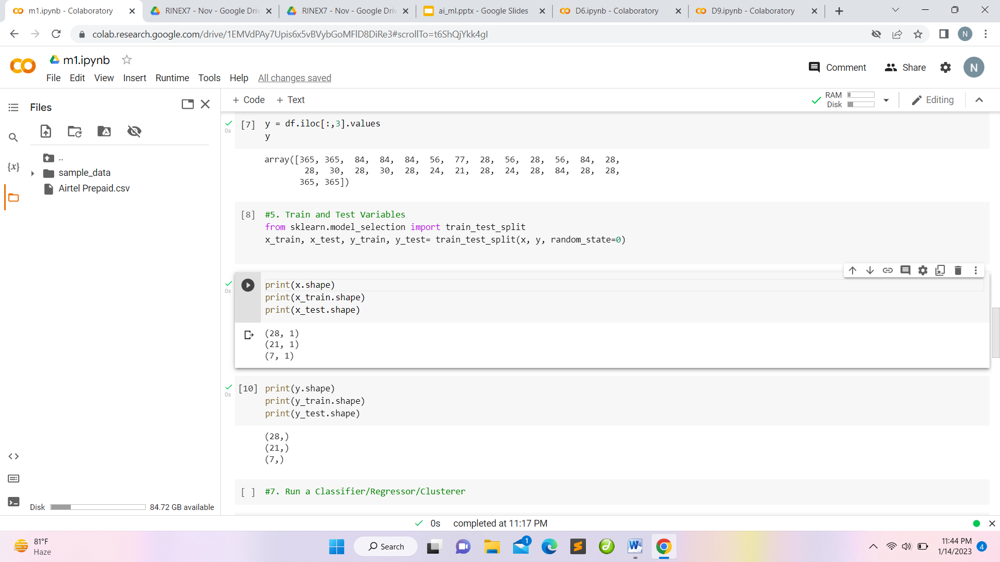 m1.ipynb - Colaboratory
RINEX7 - Nov - Google Driv
RINEX7 - Nov - Google Driv
ai_ml.pptx - Google Slides
D6.ipynb - Colaboratory
D9.ipynb - Colaboratory
colab.research.google.com/drive/1EMVdPAy7Upis6x5vBVybGoMFlD8DiRe3#scrollTo=t6ShQjYkk4gI
N
m1.ipynb
Comment
Share
N
File Edit View Insert Runtime Tools Help All changes saved
Files
+ Code + Text
RAM
Disk
Editing
{x}
..
sample_data
Airtel Prepaid.csv
0s
[7] y = df.iloc[:,3].values
y
array([365, 365, 84, 84, 84, 56, 77, 28, 56, 28, 56, 84, 28,
28, 30, 28, 30, 28, 24, 21, 28, 24, 28, 84, 28, 28,
365, 365])
[8] #5. Train and Test Variables
from sklearn.model_selection import train_test_split
x_train, x_test, y_train, y_test= train_test_split(x, y, random_state=0)
0s
print(x.shape)
print(x_train.shape)
print(x_test.shape)
(28, 1)
(21, 1)
(7, 1)
0s
[10] print(y.shape)
print(y_train.shape)
print(y_test.shape)
(28,)
(21,)
(7,)
[ ] #7. Run a Classifier/Regressor/Clusterer
Disk
84.72 GB available
0s completed at 11:17 PM
81°F
Haze
Search
1
11:44 PM
1/14/2023
4